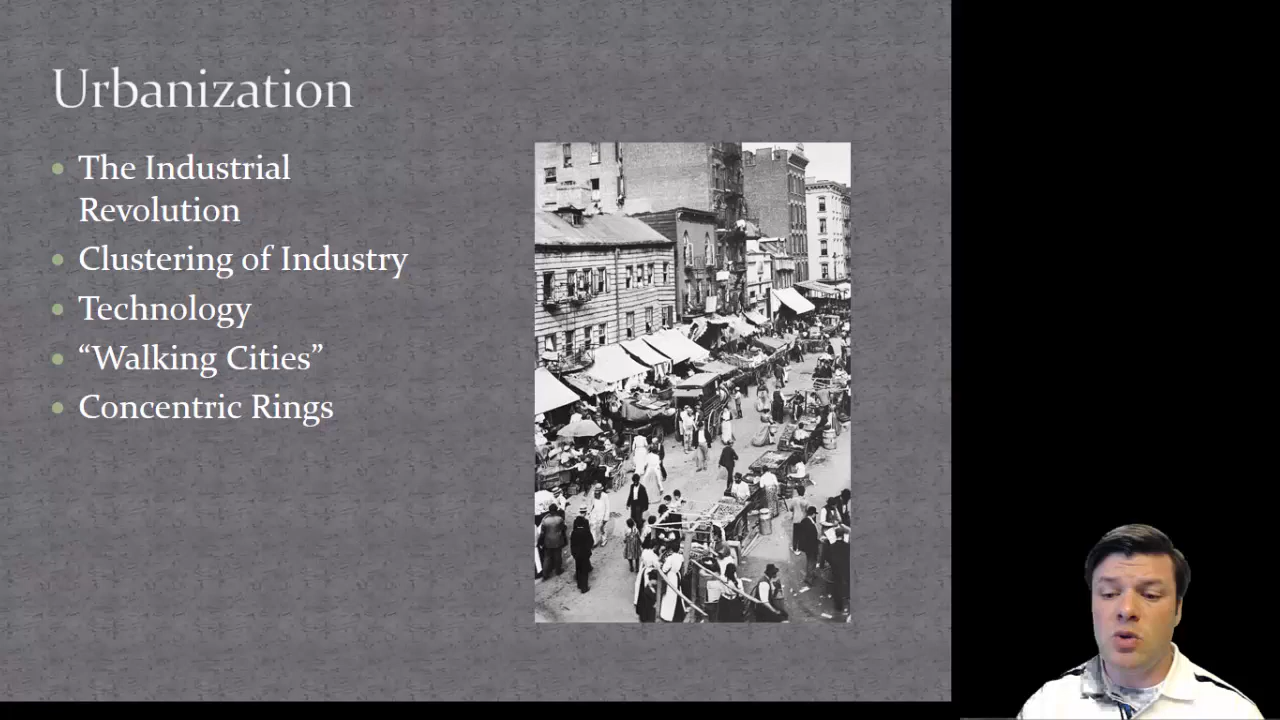 Urbanization
The Industrial
Revolution
Clustering of Industry
Technology
“Walking Cities”
Concentric Rings